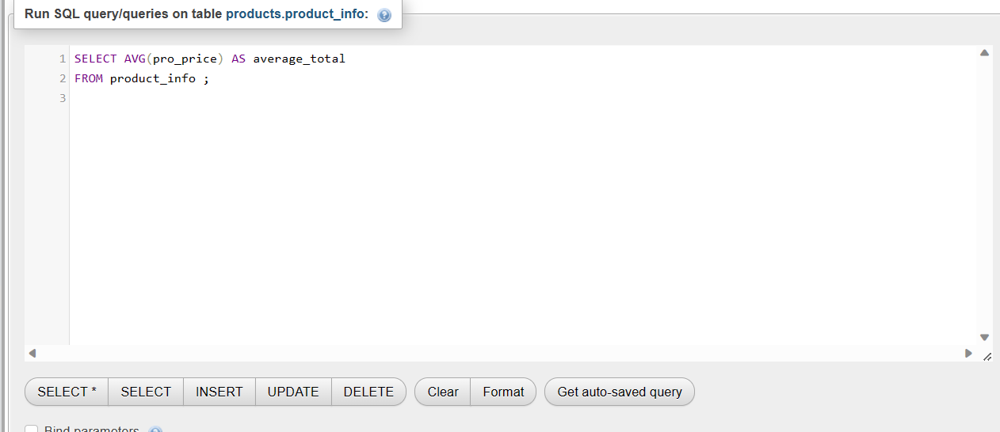 Run SQL query/queries on table products.product_info:
1 SELECT AVG(pro_price) AS average_total
2 FROM product_info ;
3
SELECT * SELECT INSERT UPDATE DELETE Clear Format Get auto-saved query
Bind parameters